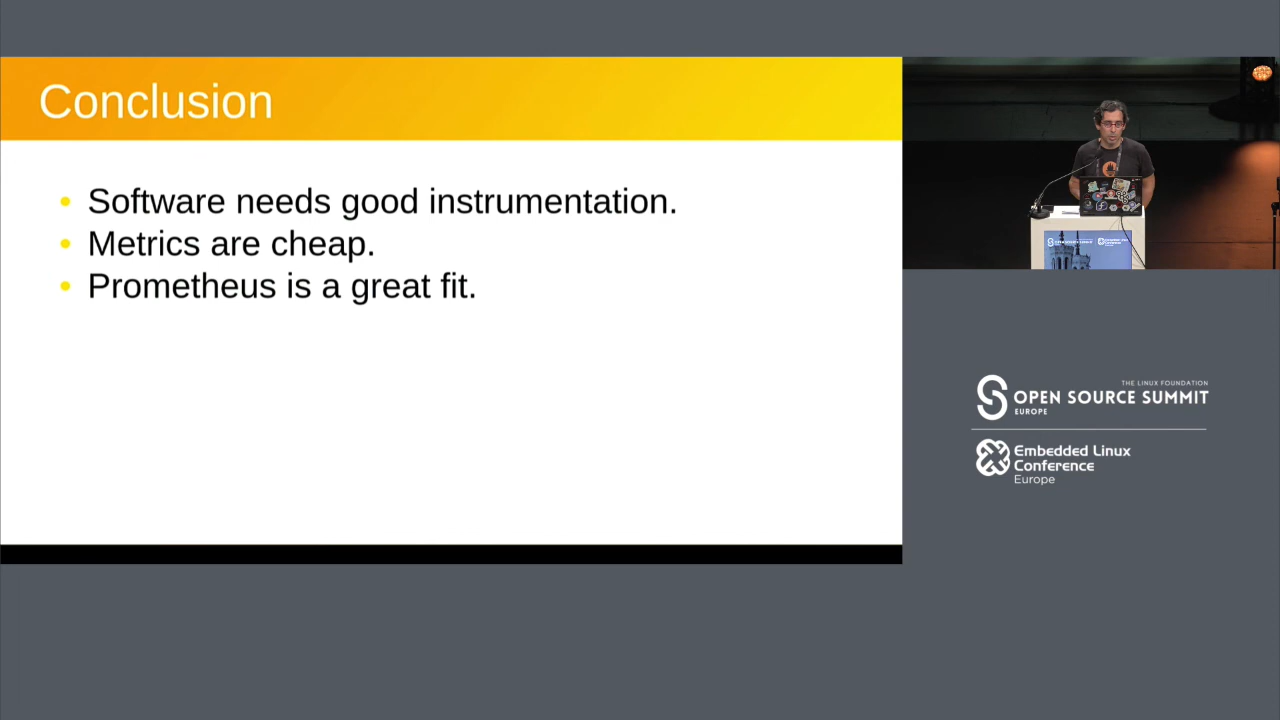 Conclusion
Software needs good instrumentation.
Metrics are cheap.
Prometheus is a great fit.
THE LINUX FOUNDATION
OPEN SOURCE SUMMIT
EUROPE
Embedded Linux
Conference
Europe